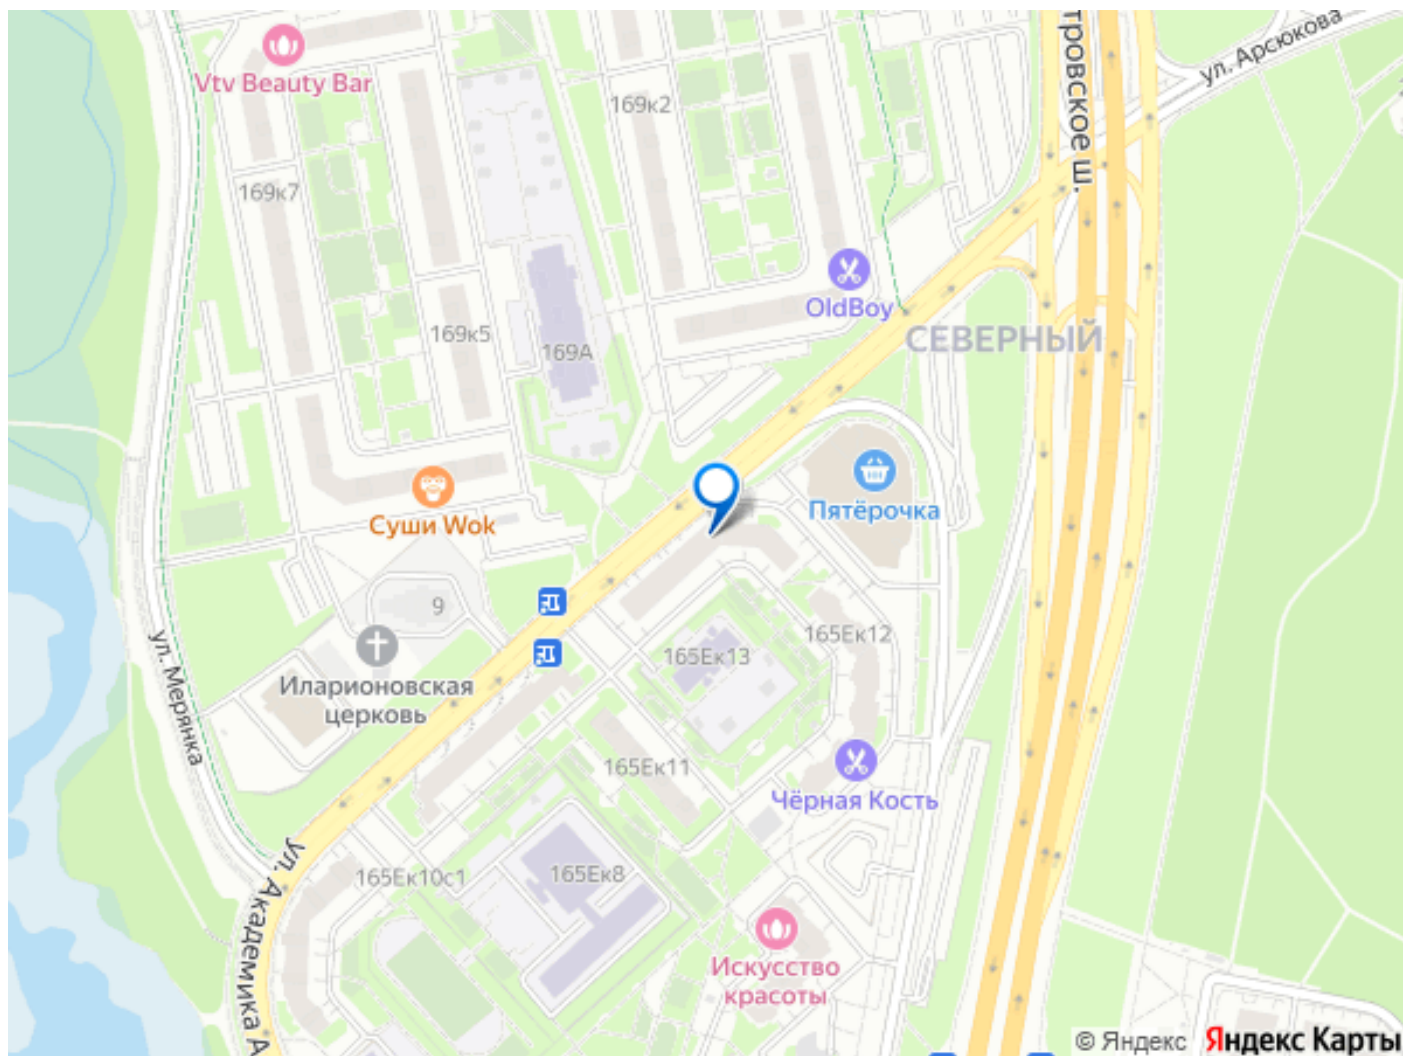 Vtv Beauty Bar
169к2
ул. Арсюкова
тровское ш.
169к7
OldBoy
СЕВЕРНЫЙ
169к5
169А
Суши Wok
Пятёрочка
9
165Ек12
165Ек13
ул. Мерянка
Иларионовская
церковь
165Ек11
Чёрная Кость
ул. Академика А
165Ек10с1
165Ек8
Искусство
красоты
© Яндекс Яндекс Карты